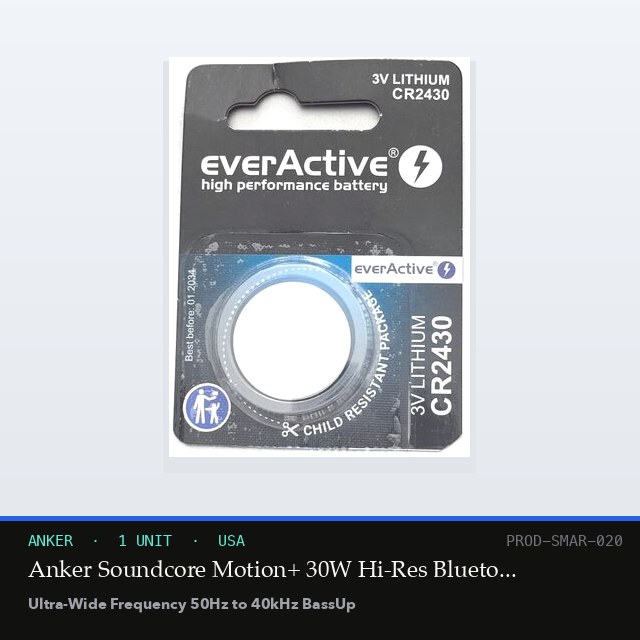 3V LITHIUM
CR2430
everActive®
high performance battery
everActive®
Best before: 01.2034
CHILD RESISTANT PACKAGE
3V LITHIUM
CR2430
ANKER · 1 UNIT · USA
PROD-SMAR-020
Anker Soundcore Motion+ 30W Hi-Res Blueto...
Ultra-Wide Frequency 50Hz to 40kHz BassUp